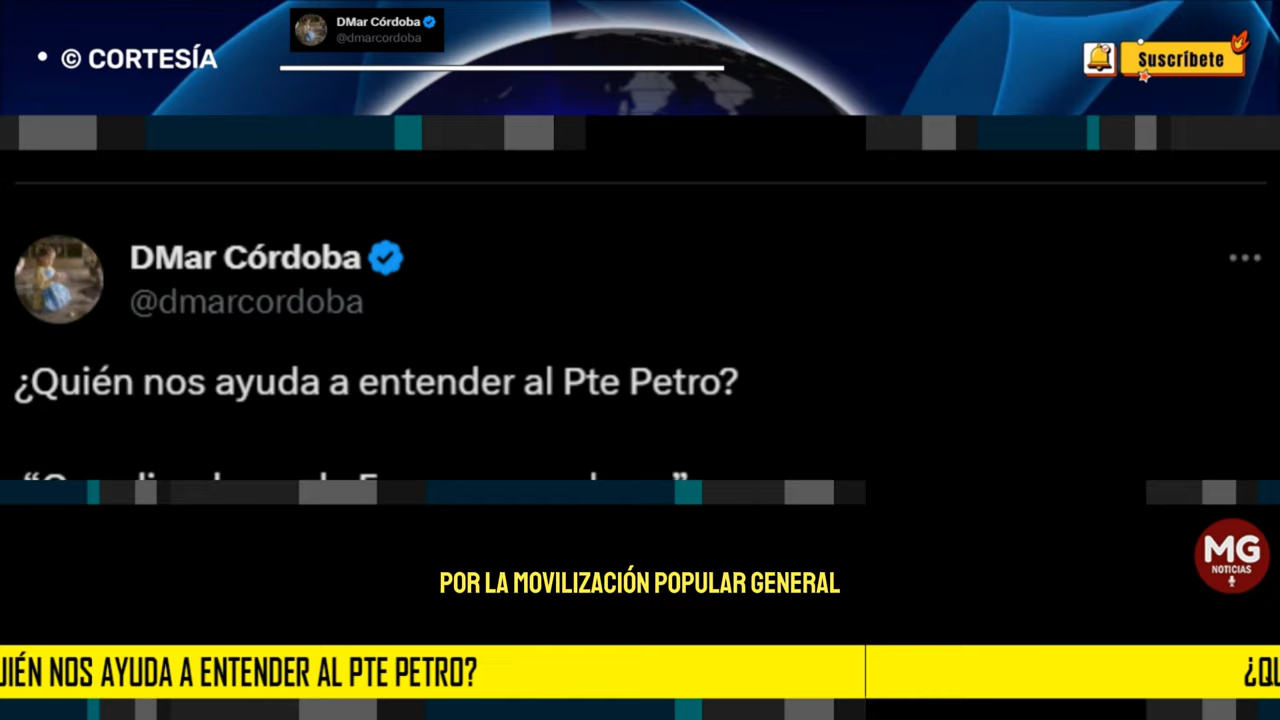 DMar Córdoba
@dmarcordoba
• © CORTESÍA
Suscríbete
DMar Córdoba
@dmarcordoba
¿Quién nos ayuda a entender al Pte Petro?
MG
NOTICIAS
POR LA MOVILIZACIÓN POPULAR GENERAL
UIÉN NOS AYUDA A ENTENDER AL PTE PETRO?
¿QU